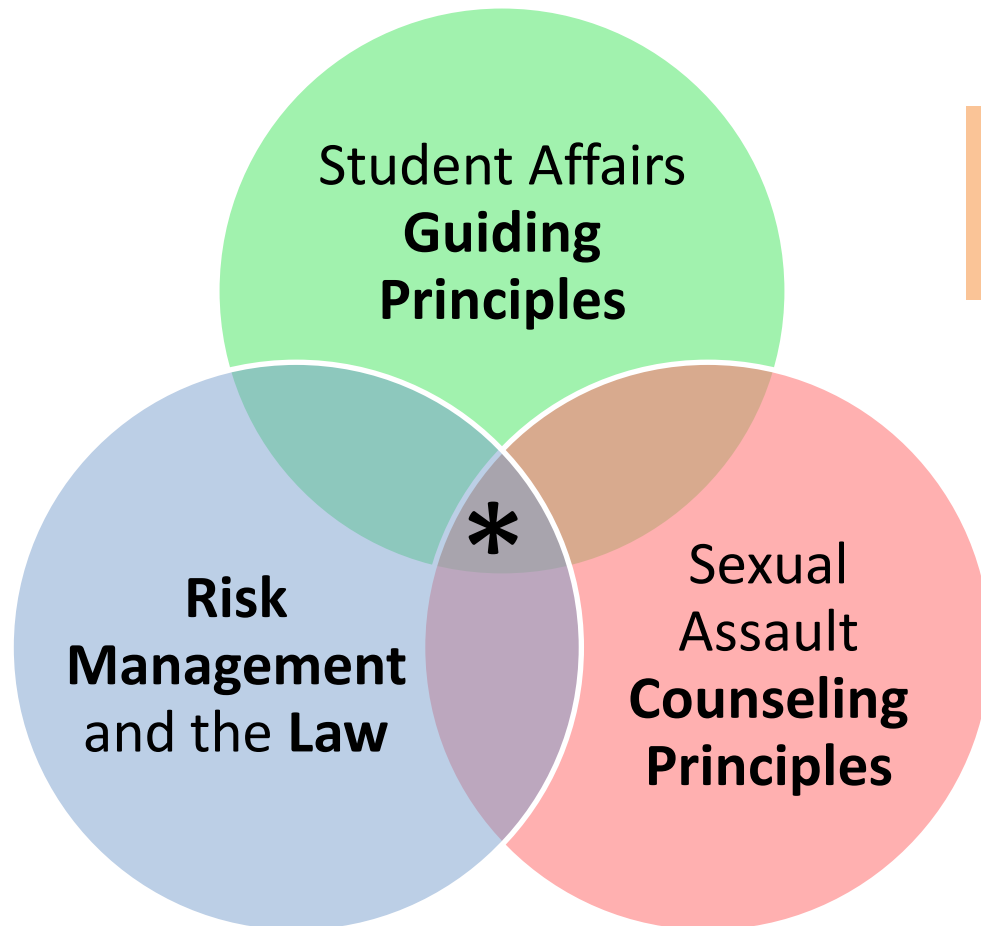 Student Affairs
Guiding
Principles
*
Risk
Management
and the Law
Sexual
Assault
Counseling
Principles